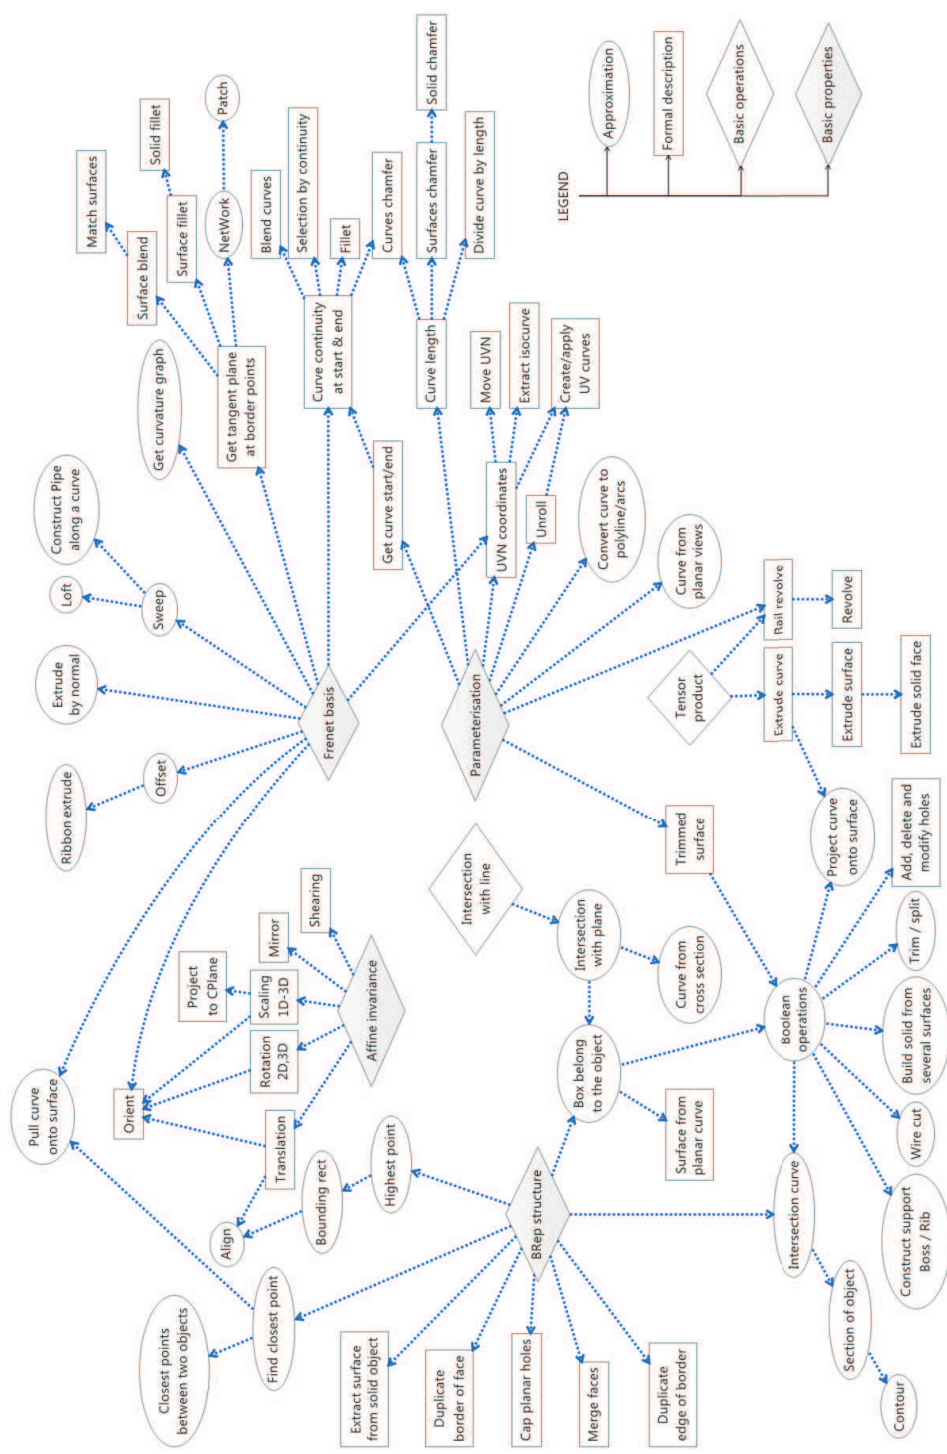 Closest points
between two objects
Find closest point
Pull curve
onto surface
Align
Bounding rect
Highest point
Orient
Translation
Rotation
2D,3D
Scaling
1D-3D
Project
to CPlane
Mirror
Shearing
Affine invariance
Ribbon extrude
Offset
Extrude
by normal
Loft
Sweep
Construct Pipe
along a curve
Get curvature graph
Frenet basis
Get tangent plane
at border points
Surface blend
Match surfaces
Surface fillet
Solid fillet
NetWork
Patch
Curve continuity
at start & end
Blend curves
Selection by continuity
Fillet
Curves chamfer
Get curve start/end
Curve length
Surfaces chamfer
Solid chamfer
Divide curve by length
Parameterisation
UVN coordinates
Move UVN
Extract isocurve
Create/apply
UV curves
Unroll
Convert curve to
polyline/arcs
Curve from
planar views
Tensor
product
Rail revolve
Revolve
Extrude curve
Extrude surface
Extrude solid face
Trimmed
surface
Intersection
with line
Intersection
with plane
Curve from
cross section
Box belong
to the object
Surface from
planar curve
BRep structure
Extract surface
from solid object
Duplicate
border of face
Cap planar holes
Merge faces
Duplicate
edge of border
Boolean
operations
Project curve
onto surface
Add, delete and
modify holes
Trim / split
Build solid from
several surfaces
Wire cut
Construct support
Boss / Rib
Intersection curve
Section of object
Contour
LEGEND
Approximation
Formal description
Basic operations
Basic properties